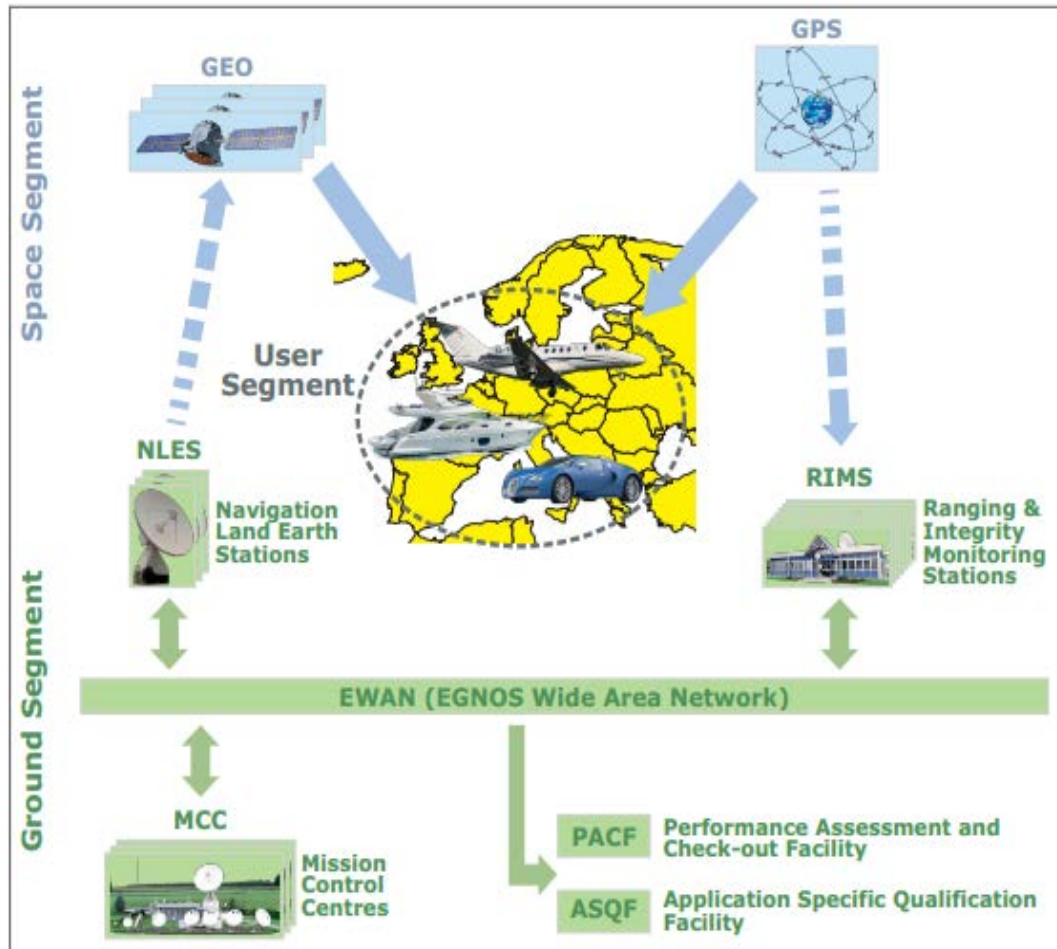 GPS
GEO
Space Segment
User
Segment
NLES
Navigation
Land Earth
Stations
RIMS
Ranging &
Integrity
Monitoring
Stations
Ground Segment
EWAN (EGNOS Wide Area Network)
MCC
Mission
Control
Centres
PACF
Performance Assessment and
Check-out Facility
ASQF
Application Specific Qualification
Facility